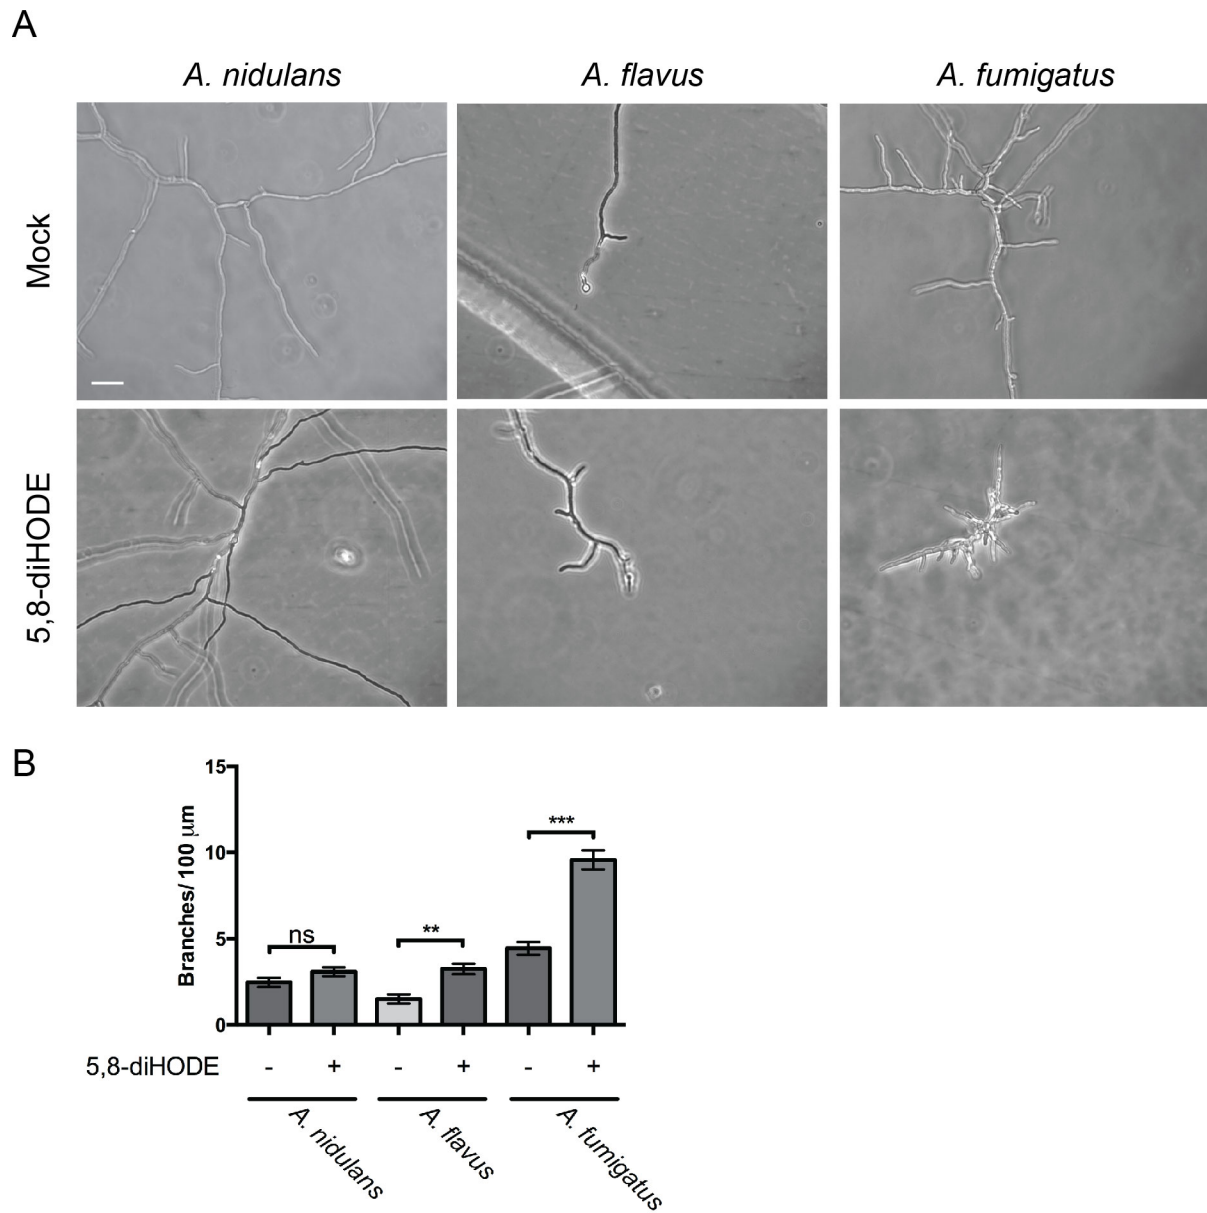 A
A. nidulans A. flavus A. fumigatus
Mock
5,8-diHODE
B
Branches/ 100 µm
15
10
5
0
ns
**
***
5,8-diHODE - + - + - +
A. nidulans
A. flavus
A. fumigatus